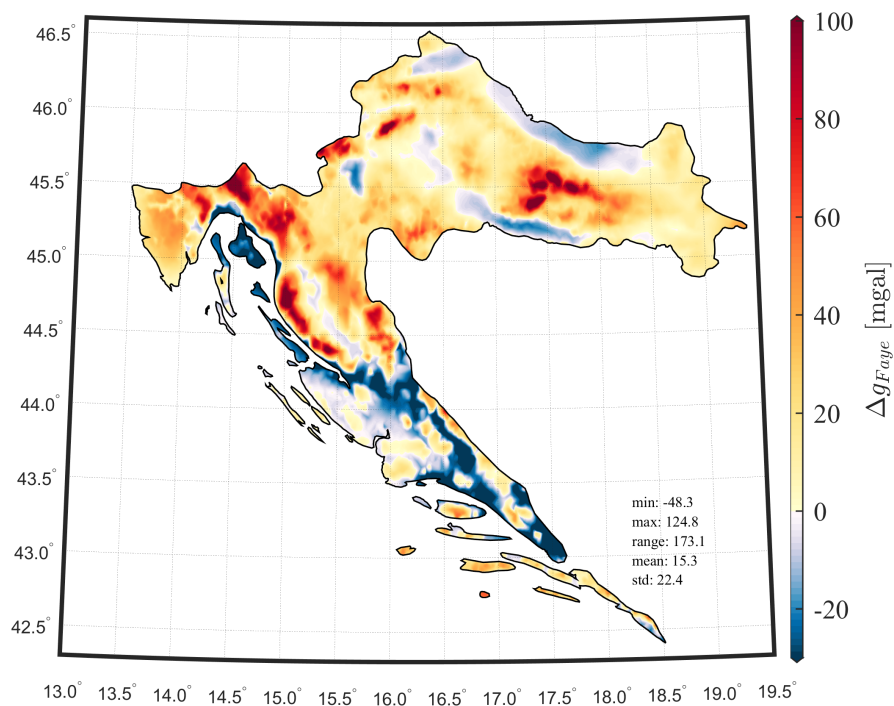 46.5°
46.0°
45.5°
45.0°
44.5°
44.0°
43.5°
43.0°
42.5°
13.0° 13.5° 14.0° 14.5° 15.0° 15.5° 16.0° 16.5° 17.0° 17.5° 18.0° 18.5° 19.0° 19.5°
min: -48.3
max: 124.8
range: 173.1
mean: 15.3
std: 22.4
100
80
60
40
20
0
-20
Δg_Faye [mgal]